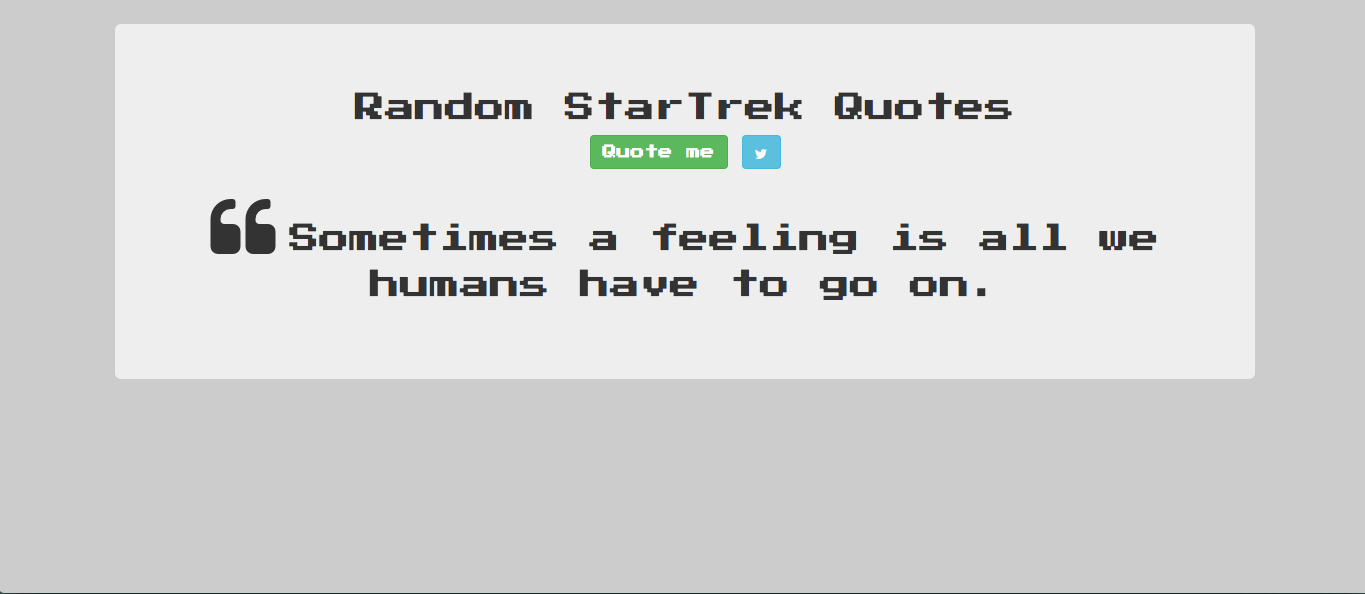 Random StarTrek Quotes
Quote me
❝ Sometimes a feeling is all we
humans have to go on.